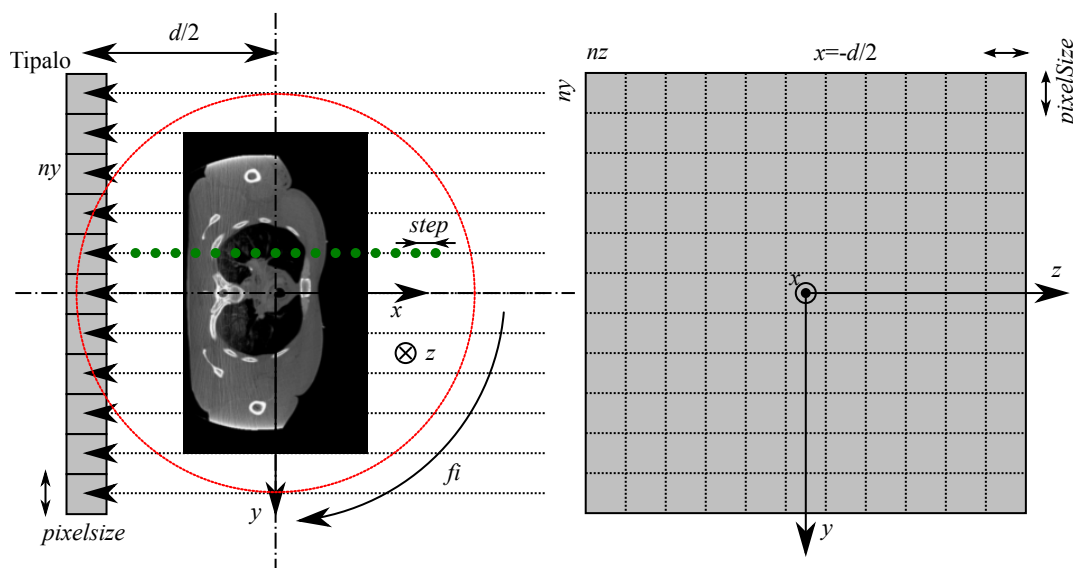 d/2
Tipalo
ny
pixelsize
step
x
z
fi
y
nz
x=-d/2
ny
pixelSize
x
z
y